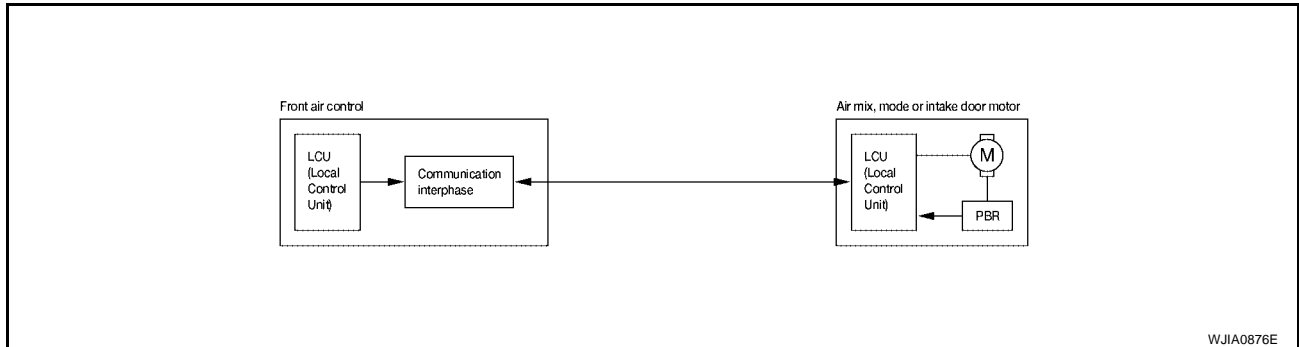 Front air control
LCU
(Local
Control
Unit)
Communication
interphase
Air mix, mode or intake door motor
LCU
(Local
Control
Unit)
M
PBR
WJIA0876E